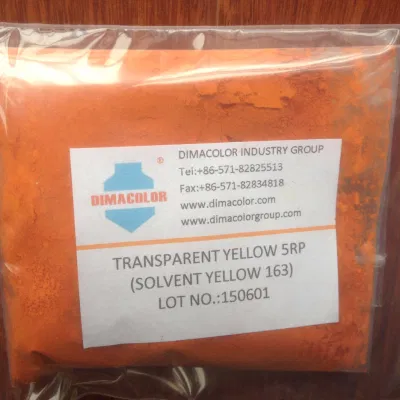 DIMACOLOR INDUSTRY GROUP
Tel:+86-571-82825513
Fax:+86-571-82834818
www.dimacolor.com
www.dimacolorgroup.com
®
DIMACOLOR
TRANSPARENT YELLOW 5RP
(SOLVENT YELLOW 163)
LOT NO.:150601